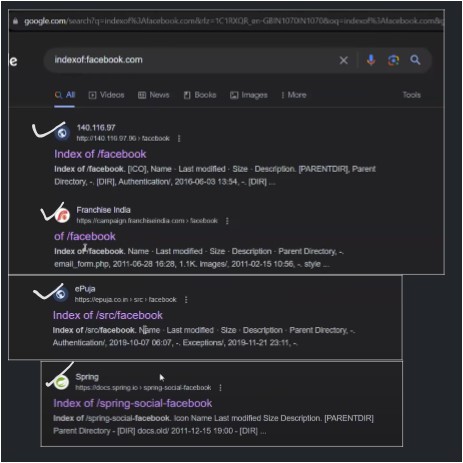 google.com/search?q=indexof%3Afacebook.com&rlz=1C1RXQR_en-GBIN1070IN1070&oq=indexof%3Afacebook.com&g
le
indexof:facebook.com
All Videos News Books Images More Tools
140.116.97
http://140.116.97.96 › facebook
Index of /facebook
Index of /facebook. [ICO], Name · Last modified · Size · Description. [PARENTDIR], Parent
Directory, -. [DIR], Authentication/, 2016-06-03 13:54, -. [DIR] ...
Franchise India
https://campaign.franchiseindia.com › facebook
of /facebook
Index of /facebook. Name · Last modified · Size · Description · Parent Directory, -.
email_form.php, 2011-06-28 16:28, 1.1K. Images/, 2011-02-15 10:56, -. style ...
ePuja
https://epuja.co.in › src › facebook
Index of /src/facebook
Index of /src/facebook. Name · Last modified · Size · Description · Parent Directory, -.
Authentication/, 2019-10-07 06:07, -. Exceptions/, 2019-11-21 23:11, -.
Spring
https://docs.spring.io › spring-social-facebook
Index of /spring-social-facebook
Index of /spring-social-facebook. Icon Name Last modified Size Description. [PARENTDIR]
Parent Directory - [DIR] docs.old/ 2011-12-15 19:00 - [DIR] ...